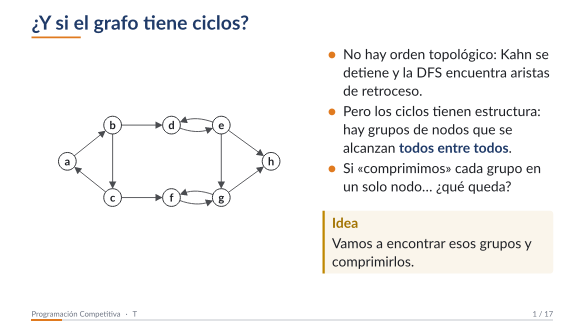 ¿Y si el grafo tiene ciclos?
No hay orden topológico: Kahn se
detiene y la DFS encuentra aristas
de retroceso.
Pero los ciclos tienen estructura:
hay grupos de nodos que se
alcanzan todos entre todos.
Si «comprimimos» cada grupo en
un solo nodo... ¿qué queda?
Idea
Vamos a encontrar esos grupos y
comprimirlos.
b d e
a h
c f g
Programación Competitiva · T 1 / 17